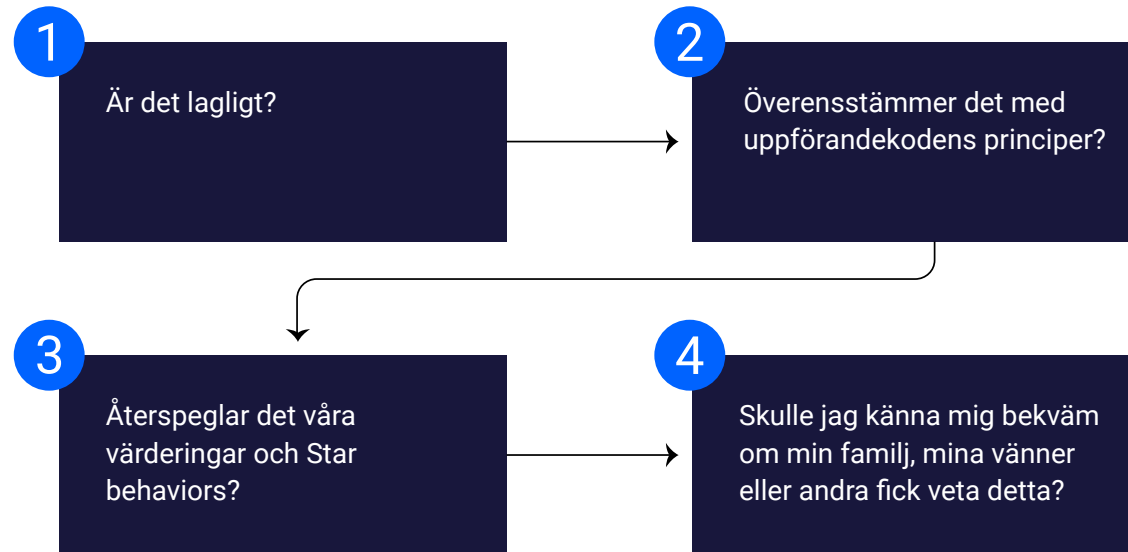 1
Är det lagligt?
2
Överensstämmer det med
uppförandekodens principer?
3
Återspeglar det våra
värderingar och Star
behaviors?
4
Skulle jag känna mig bekväm
om min familj, mina vänner
eller andra fick veta detta?